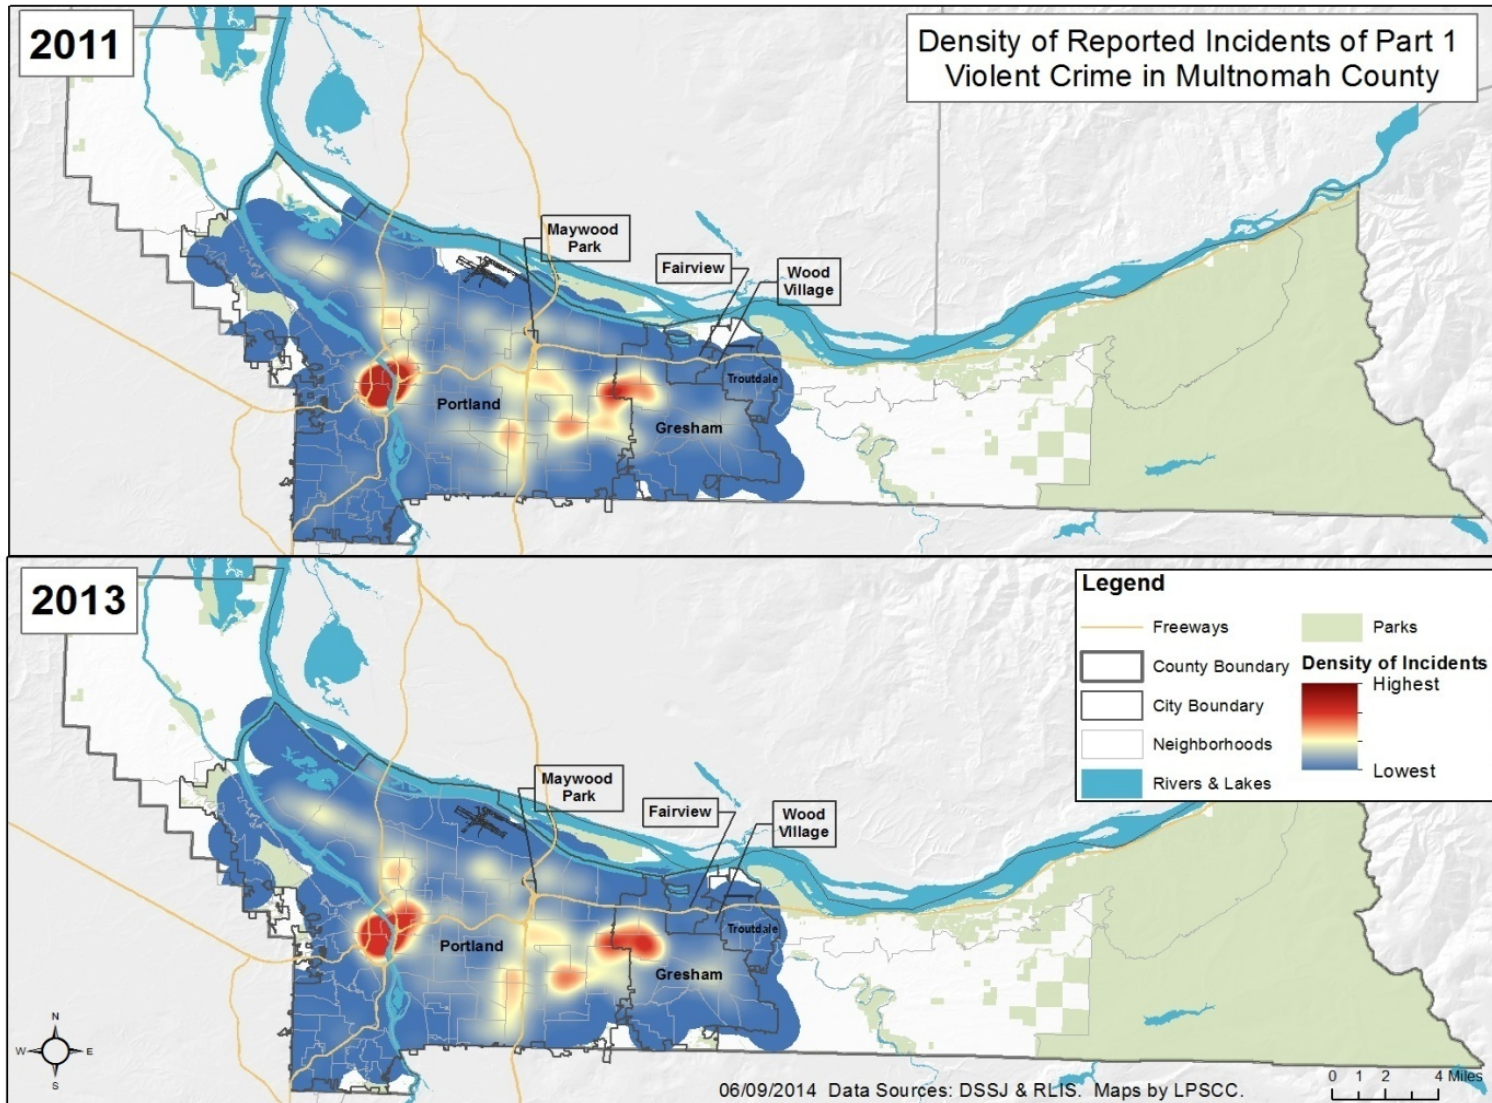 2011
Density of Reported Incidents of Part 1
Violent Crime in Multnomah County
Maywood
Park
Fairview
Wood
Village
Troutdale
Portland
Gresham
2013
Legend
Freeways
County Boundary
City Boundary
Neighborhoods
Rivers & Lakes
Parks
Density of Incidents
Highest
Lowest
Maywood
Park
Fairview
Wood
Village
Troutdale
Portland
Gresham
N
W E
S
06/09/2014 Data Sources: DSSJ & RLIS. Maps by LPSCC.
0 1 2 4 Miles